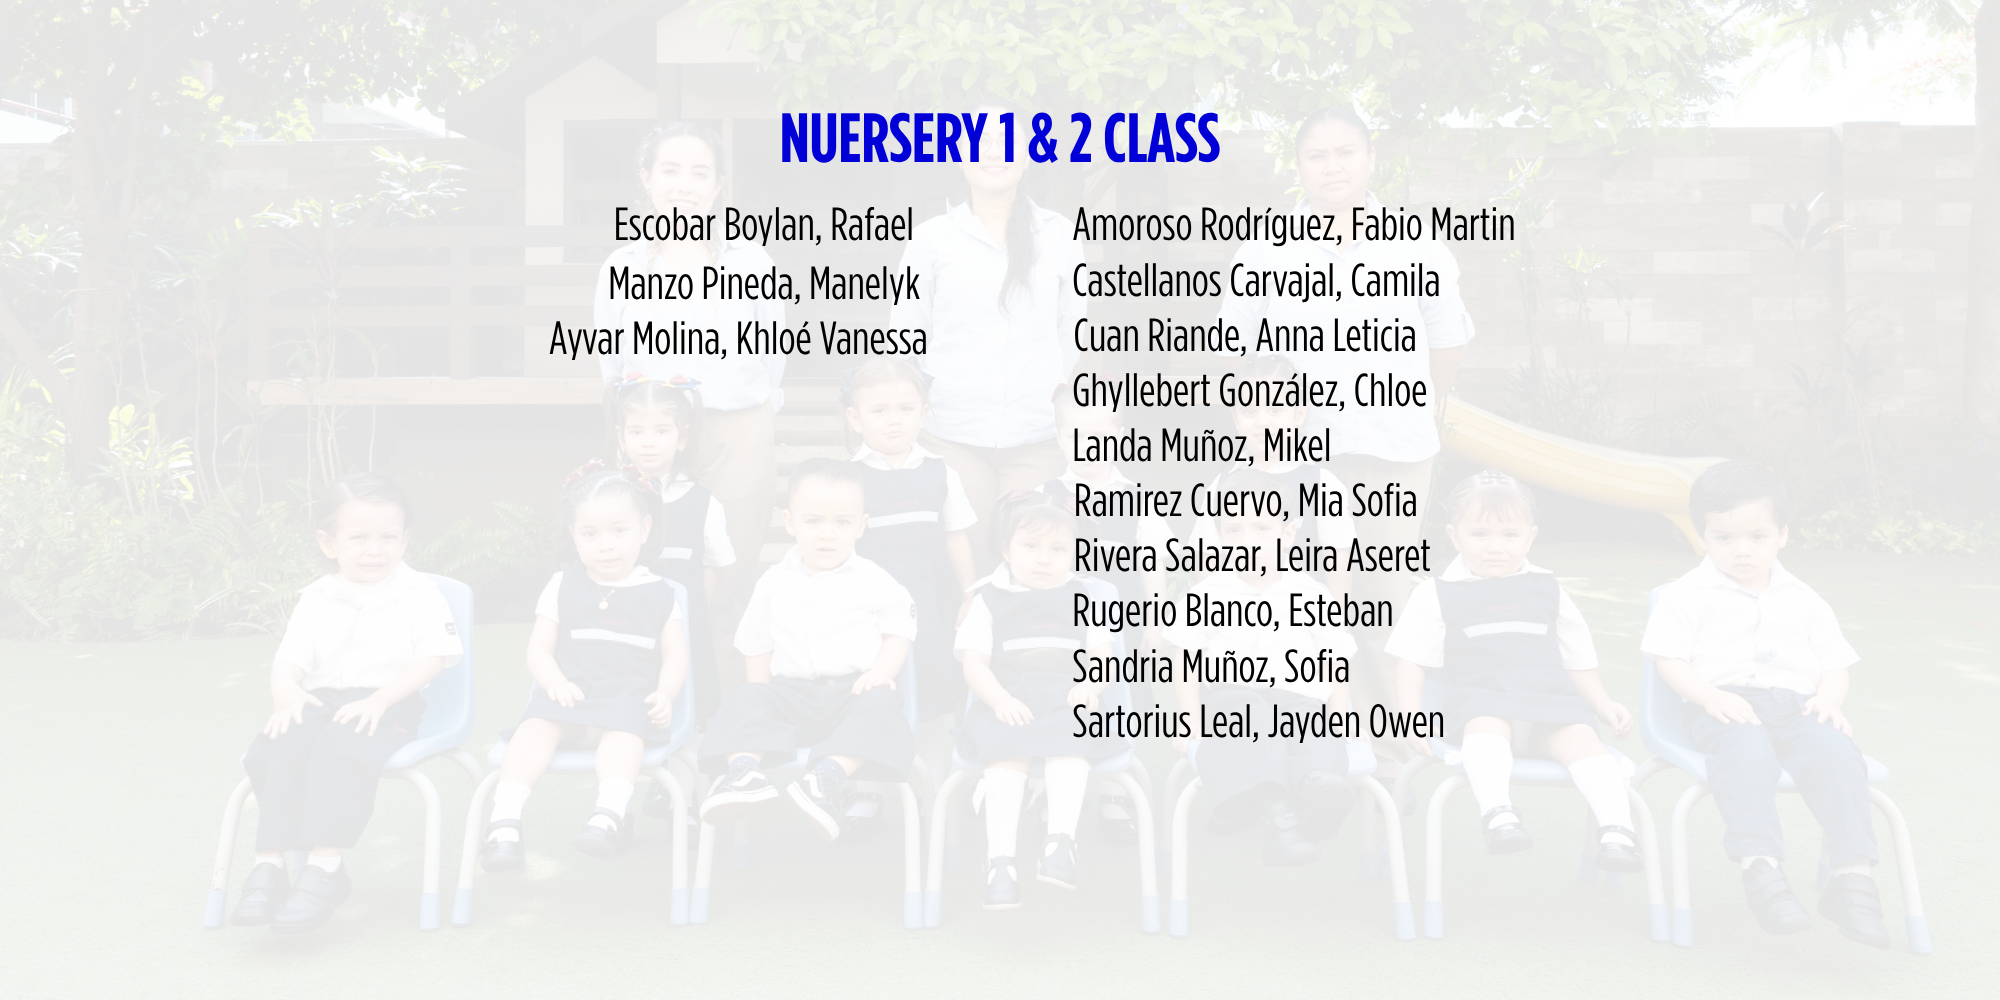 NUERSERY 1 & 2 CLASS
Escobar Boylan, Rafael
Manzo Pineda, Manelyk
Ayvar Molina, Khloé Vanessa
Amoroso Rodríguez, Fabio Martin
Castellanos Carvajal, Camila
Cuan Riande, Anna Leticia
Ghyllebert González, Chloe
Landa Muñoz, Mikel
Ramirez Cuervo, Mia Sofia
Rivera Salazar, Leira Aseret
Rugerio Blanco, Esteban
Sandria Muñoz, Sofia
Sartorius Leal, Jayden Owen